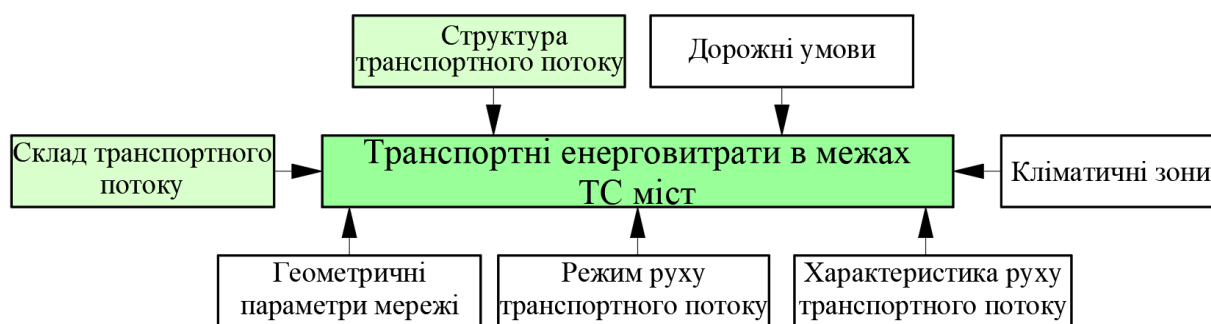 Структура
транспортного потоку
Дорожні умови
Склад транспортного
потоку
Транспортні енерговитрати в межах
ТС міст
Кліматичні зони
Геометричні
параметри мережі
Режим руху
транспортного потоку
Характеристика руху
транспортного потоку